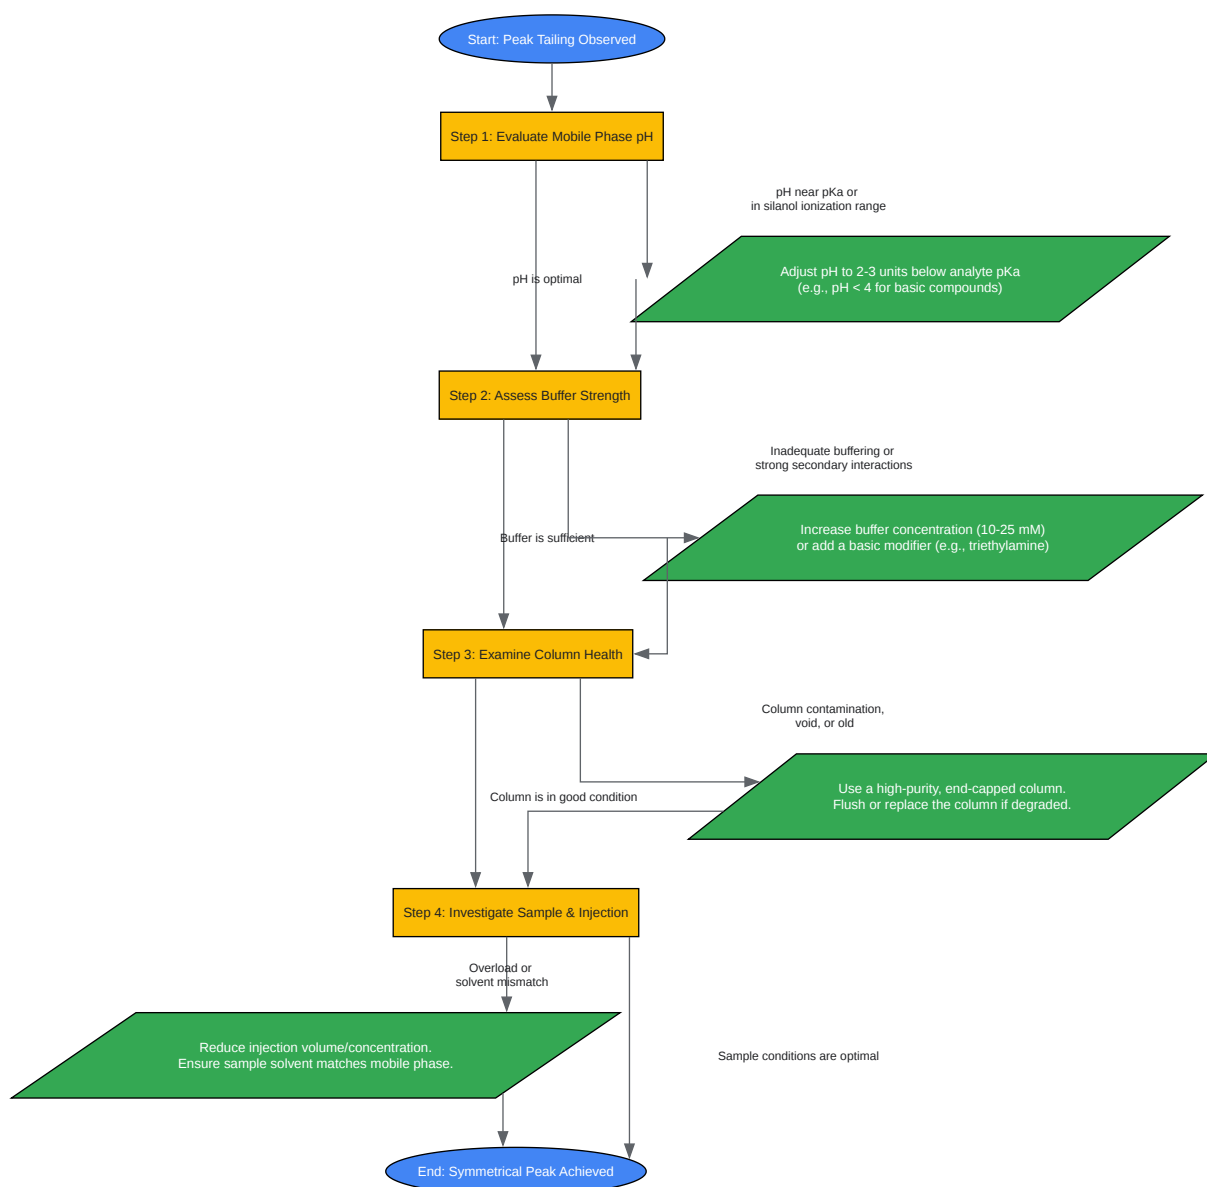 Start: Peak Tailing Observed
Step 1: Evaluate Mobile Phase pH
pH near pKa or
in silanol ionization range
Adjust pH to 2-3 units below analyte pKa
(e.g., pH < 4 for basic compounds)
pH is optimal
Step 2: Assess Buffer Strength
Inadequate buffering or
strong secondary interactions
Increase buffer concentration (10-25 mM)
or add a basic modifier (e.g., triethylamine)
Buffer is sufficient
Step 3: Examine Column Health
Column contamination,
void, or old
Use a high-purity, end-capped column.
Flush or replace the column if degraded.
Column is in good condition
Step 4: Investigate Sample & Injection
Overload or
solvent mismatch
Reduce injection volume/concentration.
Ensure sample solvent matches mobile phase.
Sample conditions are optimal
End: Symmetrical Peak Achieved